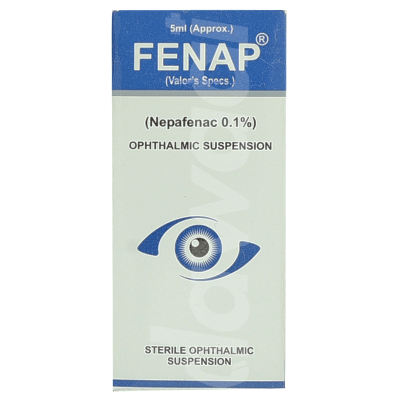 5ml (Approx.)
FENAP®
(Valor's Specs.)
(Nepafenac 0.1%)
OPHTHALMIC SUSPENSION
STERILE OPHTHALMIC
SUSPENSION